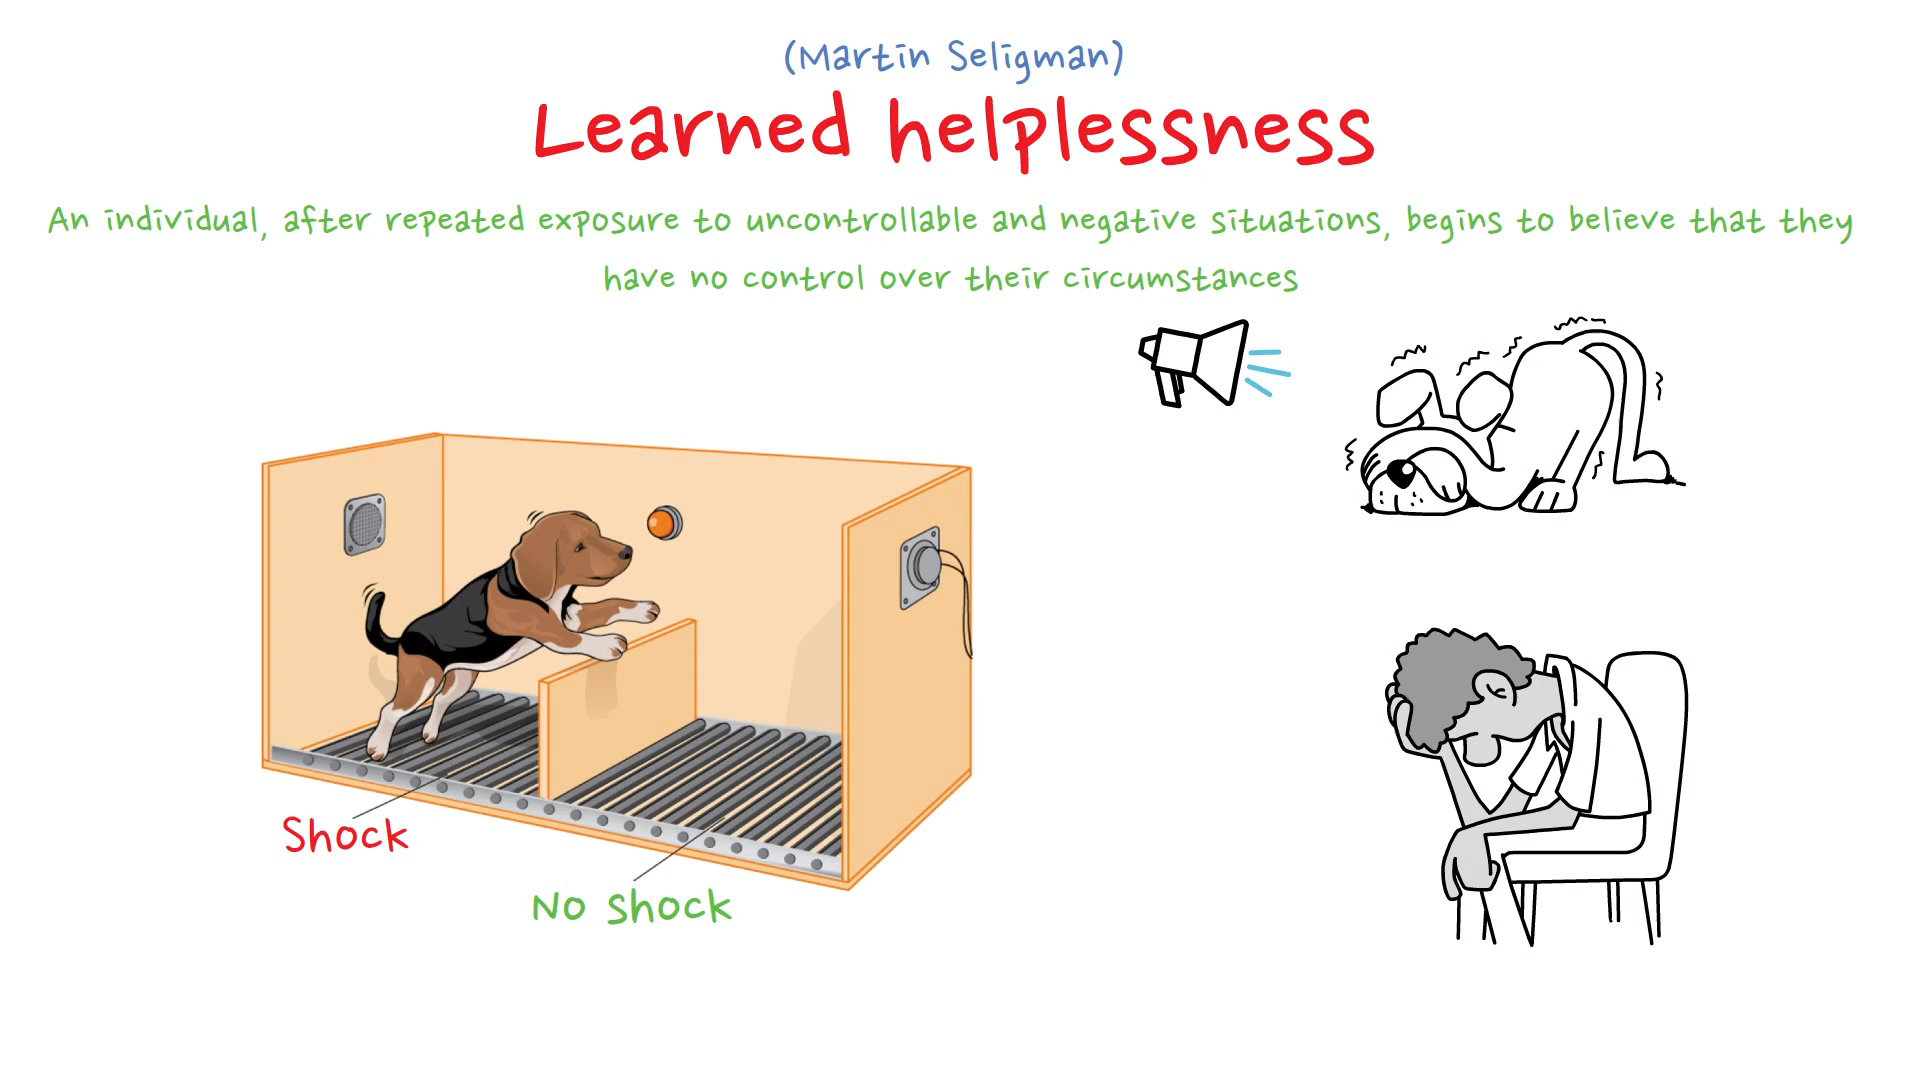 (Martin Seligman)
Learned helplessness
An individual, after repeated exposure to uncontrollable and negative situations, begins to believe that they
have no control over their circumstances
Shock
No shock